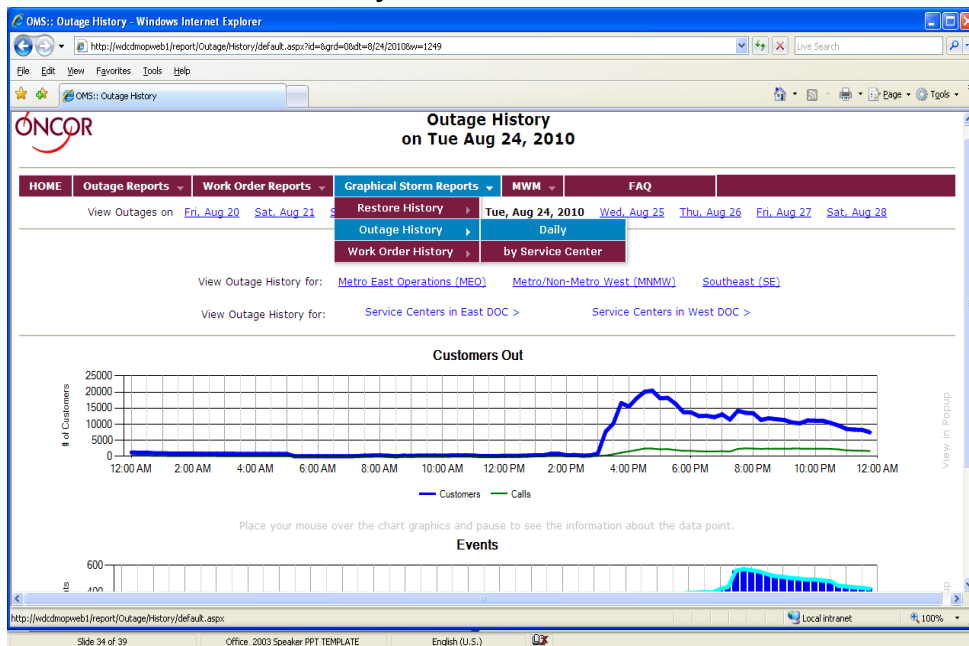 OMS:: Outage History - Windows Internet Explorer
http://wdcdmopweb1/report/Outage/History/default.aspx?id=&grd=0&dt=8/24/2010&w=1249
Live Search
File Edit View Favorites Tools Help
OMS:: Outage History
Page Tools
ONCOR
Outage History
on Tue Aug 24, 2010
HOME Outage Reports Work Order Reports Graphical Storm Reports MWM FAQ
View Outages on Fri, Aug 20 Sat, Aug 21 S Tue, Aug 24, 2010 Wed, Aug 25 Thu, Aug 26 Fri, Aug 27 Sat, Aug 28
Restore History
Outage History Daily
Work Order History by Service Center
View Outage History for: Metro East Operations (MEO) Metro/Non-Metro West (MNMW) Southeast (SE)
View Outage History for: Service Centers in East DOC > Service Centers in West DOC >
Customers Out
25000
20000
15000
10000
5000
0
# of Customers
12:00 AM 2:00 AM 4:00 AM 6:00 AM 8:00 AM 10:00 AM 12:00 PM 2:00 PM 4:00 PM 6:00 PM 8:00 PM 10:00 PM 12:00 AM
View in Popup
Customers Calls
Place your mouse over the chart graphics and pause to see the information about the data point.
Events
600
400
http://wdcdmopweb1/report/Outage/History/default.aspx
Local intranet
100%
Slide 34 of 39 Office 2003 Speaker PPT TEMPLATE English (U.S.)